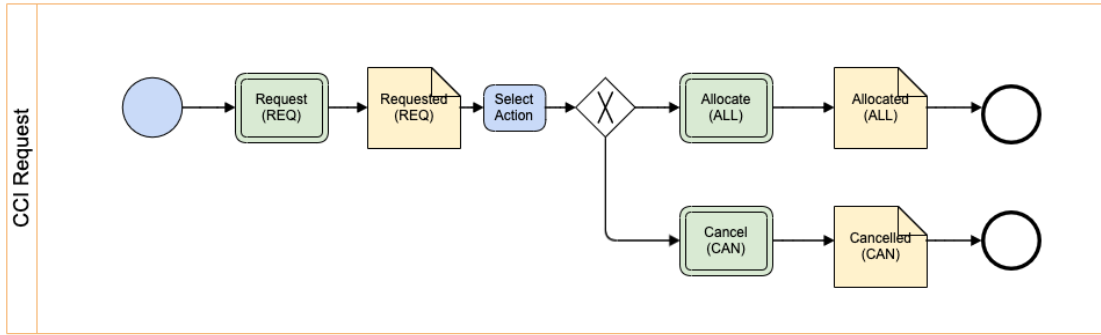 CCI Request
Request
(REQ)
Requested
(REQ)
Select
Action
X
Allocate
(ALL)
Allocated
(ALL)
Cancel
(CAN)
Cancelled
(CAN)